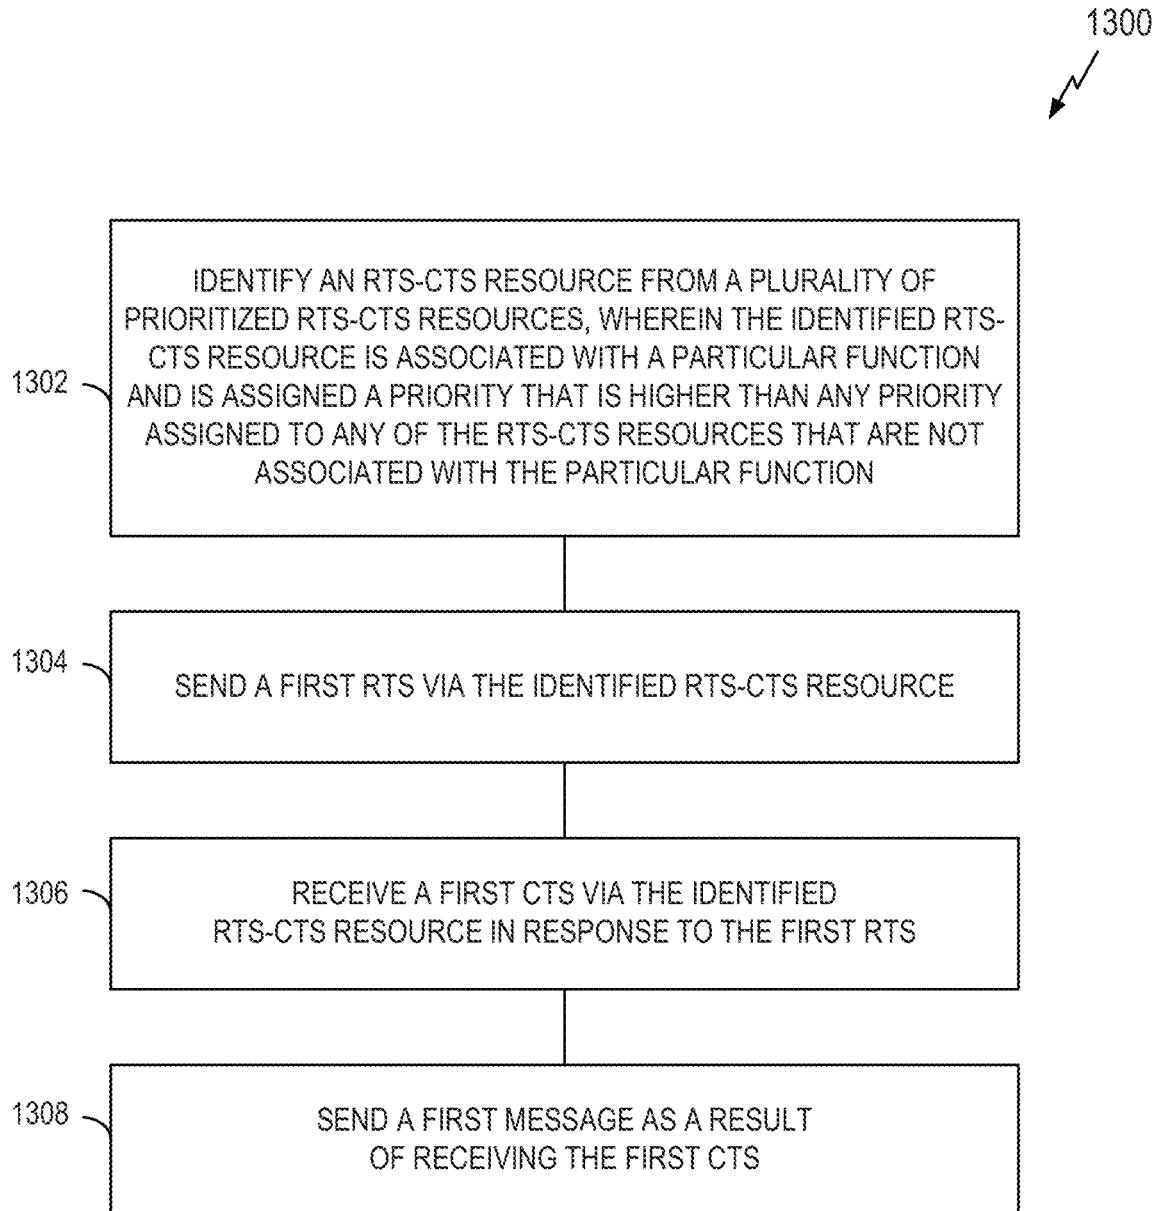 1300
IDENTIFY AN RTS-CTS RESOURCE FROM A PLURALITY OF
PRIORITIZED RTS-CTS RESOURCES, WHEREIN THE IDENTIFIED RTS-
CTS RESOURCE IS ASSOCIATED WITH A PARTICULAR FUNCTION
1302
AND IS ASSIGNED A PRIORITY THAT IS HIGHER THAN ANY PRIORITY
ASSIGNED TO ANY OF THE RTS-CTS RESOURCES THAT ARE NOT
ASSOCIATED WITH THE PARTICULAR FUNCTION
1304
SEND A FIRST RTS VIA THE IDENTIFIED RTS-CTS RESOURCE
1306
RECEIVE A FIRST CTS VIA THE IDENTIFIED
RTS-CTS RESOURCE IN RESPONSE TO THE FIRST RTS
1308
SEND A FIRST MESSAGE AS A RESULT
OF RECEIVING THE FIRST CTS